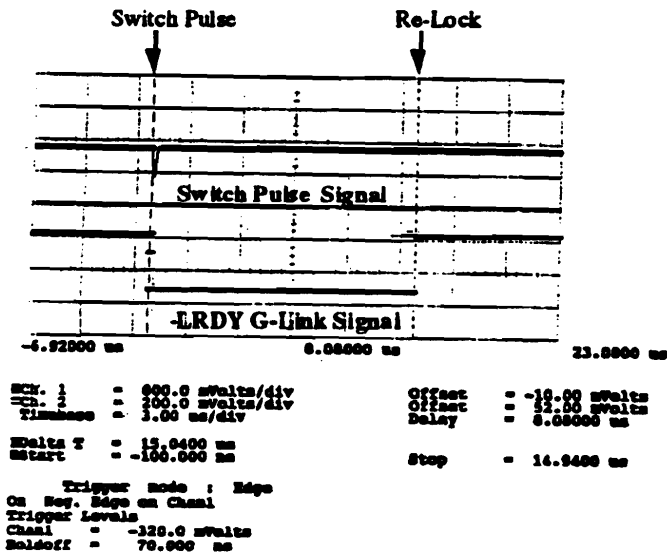 Switch Pulse Re-Lock
Switch Pulse Signal
-LRDY G-Link Signal
-6.92000 us 8.08000 us 23.0800 us
Ch. 1 = 600.0 mVolts/div Offset = -10.00 mVolts
Ch. 2 = 200.0 mVolts/div Offset = 52.00 mVolts
Timebase = 3.00 us/div Delay = 8.08000 us
Delta T = 15.0400 us
Start = -100.000 ns Stop = 14.9400 us
Trigger mode : Edge
On Neg. Edge on Chan1
Trigger Levels
Chan1 = -320.0 mVolts
Holdoff = 70.000 ns